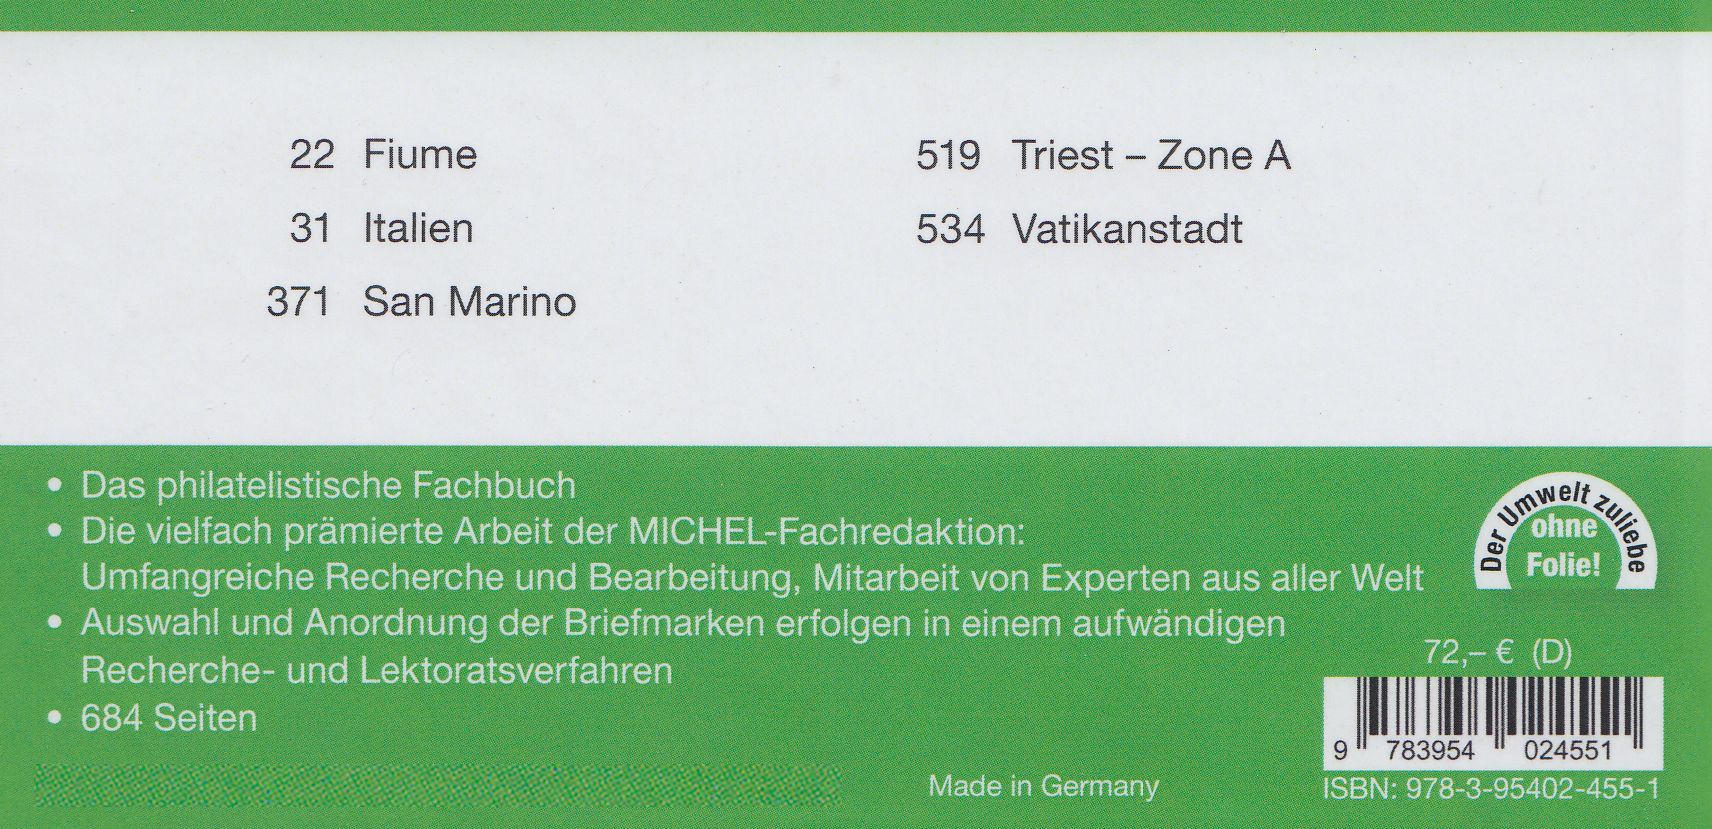 22 Fiume
31 Italien
371 San Marino
519 Triest – Zone A
534 Vatikanstadt
• Das philatelistische Fachbuch
• Die vielfach prämierte Arbeit der MICHEL-Fachredaktion:
Umfangreiche Recherche und Bearbeitung, Mitarbeit von Experten aus aller Welt
• Auswahl und Anordnung der Briefmarken erfolgen in einem aufwändigen
Recherche- und Lektoratsverfahren
• 684 Seiten
Der Umwelt zuliebe
ohne
Folie!
72,– € (D)
9 783954 024551
ISBN: 978-3-95402-455-1
Made in Germany